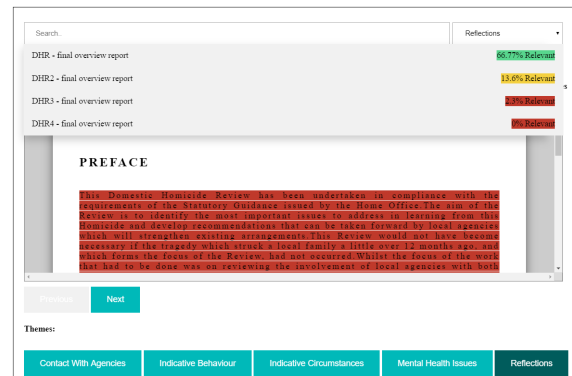 Search.
Reflections
DHR - final overview report
66.77% Relevant
DHR2 - final overview report
13.6% Relevant
DHR3 - final overview report
2.3% Relevant
DHR4 - final overview report
0% Relevant
PREFACE
This Domestic Homicide Review has been undertaken in compliance with the
requirements of the Statutory Guidance issued by the Home Office.The aim of the
Review is to identify the most important issues to address in learning from this
Homicide and develop recommendations that can be taken forward by local agencies
which will strengthen existing arrangements.This Review would not have become
necessary if the tragedy which struck a local family a little over 12 months ago, and
which forms the focus of the Review, had not occurred.Whilst the focus of the work
that had to be done was on reviewing the involvement of local agencies with both
Previous
Next
Themes:
Contact With Agencies
Indicative Behaviour
Indicative Circumstances
Mental Health Issues
Reflections